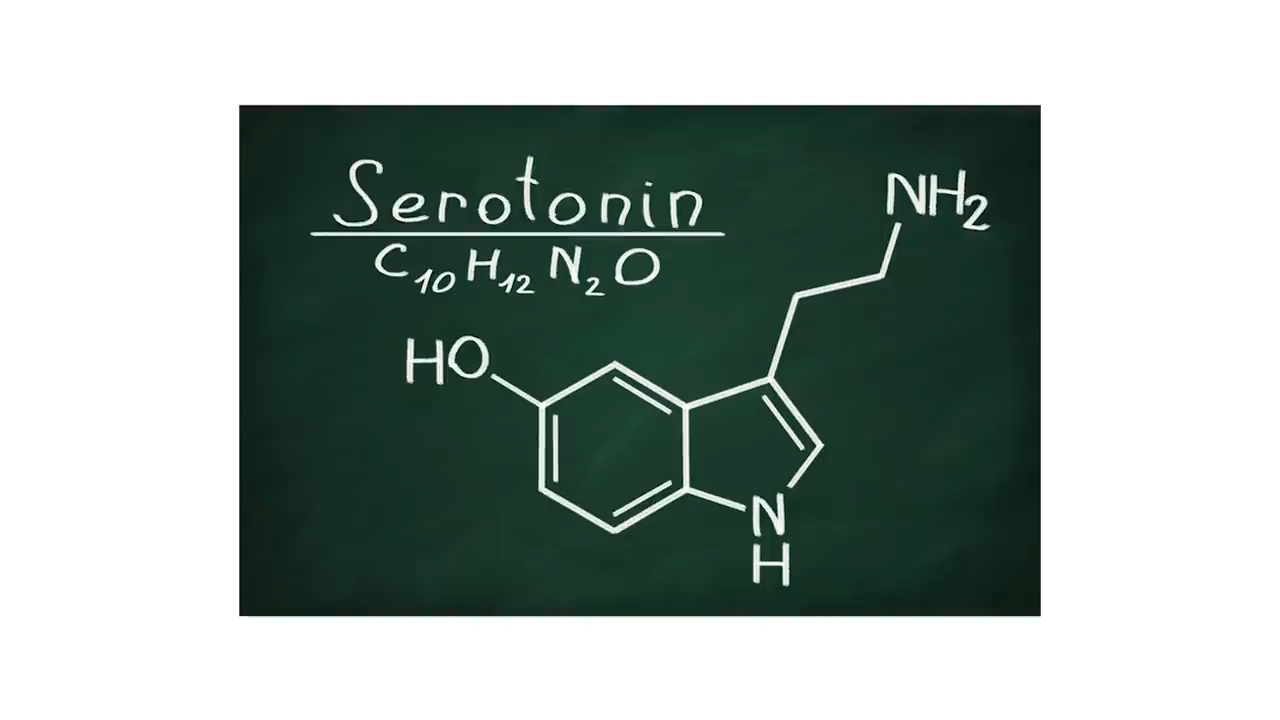 Serotonin
C₁₀H₁₂N₂O
NH₂
HO
N
H